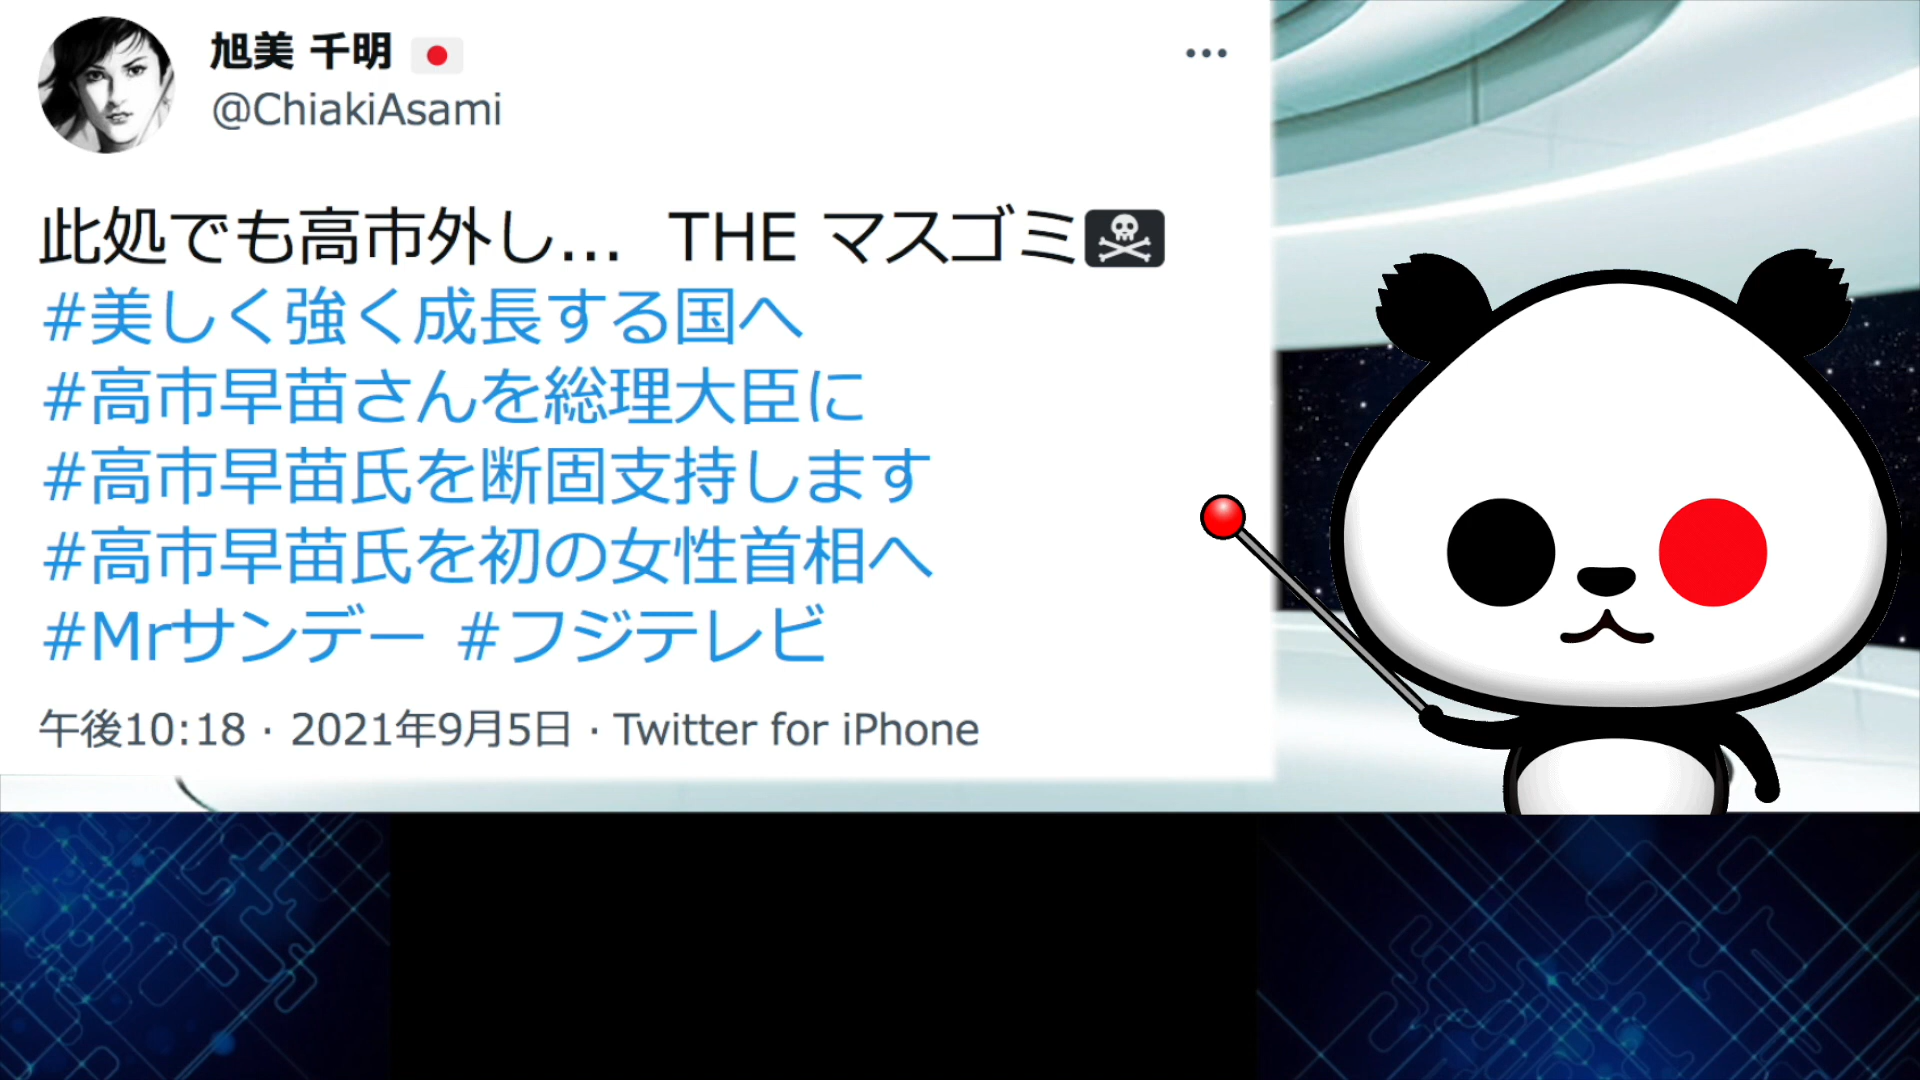 旭美 千明 🇯🇵
@ChiakiAsami
此処でも高市外し... THE マスゴミ☠
#美しく強く成長する国へ
#高市早苗さんを総理大臣に
#高市早苗氏を断固支持します
#高市早苗氏を初の女性首相へ
#Mrサンデー #フジテレビ
午後10:18 · 2021年9月5日 · Twitter for iPhone